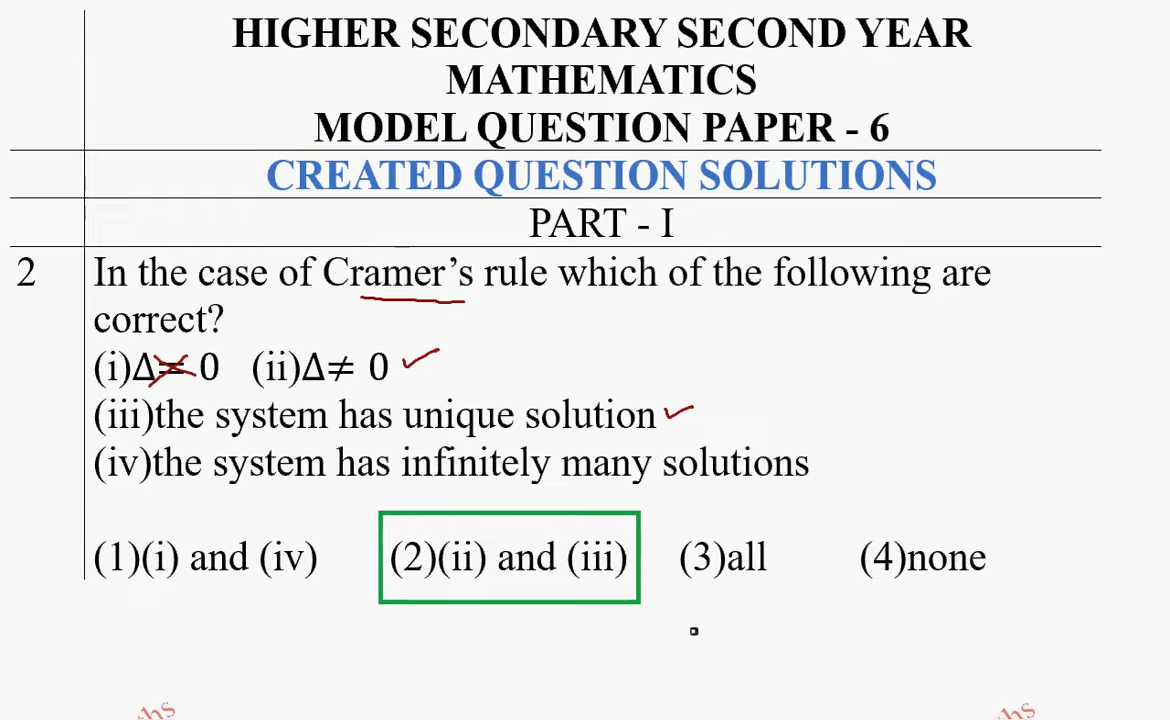 HIGHER SECONDARY SECOND YEAR
MATHEMATICS
MODEL QUESTION PAPER - 6
CREATED QUESTION SOLUTIONS
PART - I
2 In the case of Cramer’s rule which of the following are
correct?
(i)Δ= 0 (ii)Δ≠ 0
(iii)the system has unique solution
(iv)the system has infinitely many solutions
(1)(i) and (iv) (2)(ii) and (iii) (3)all (4)none